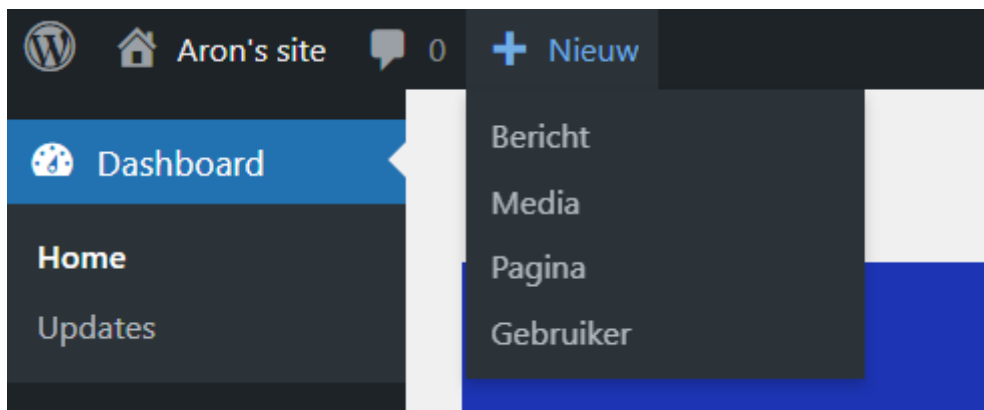 Aron's site 0 Nieuw
Dashboard
Home
Updates
Bericht
Media
Pagina
Gebruiker